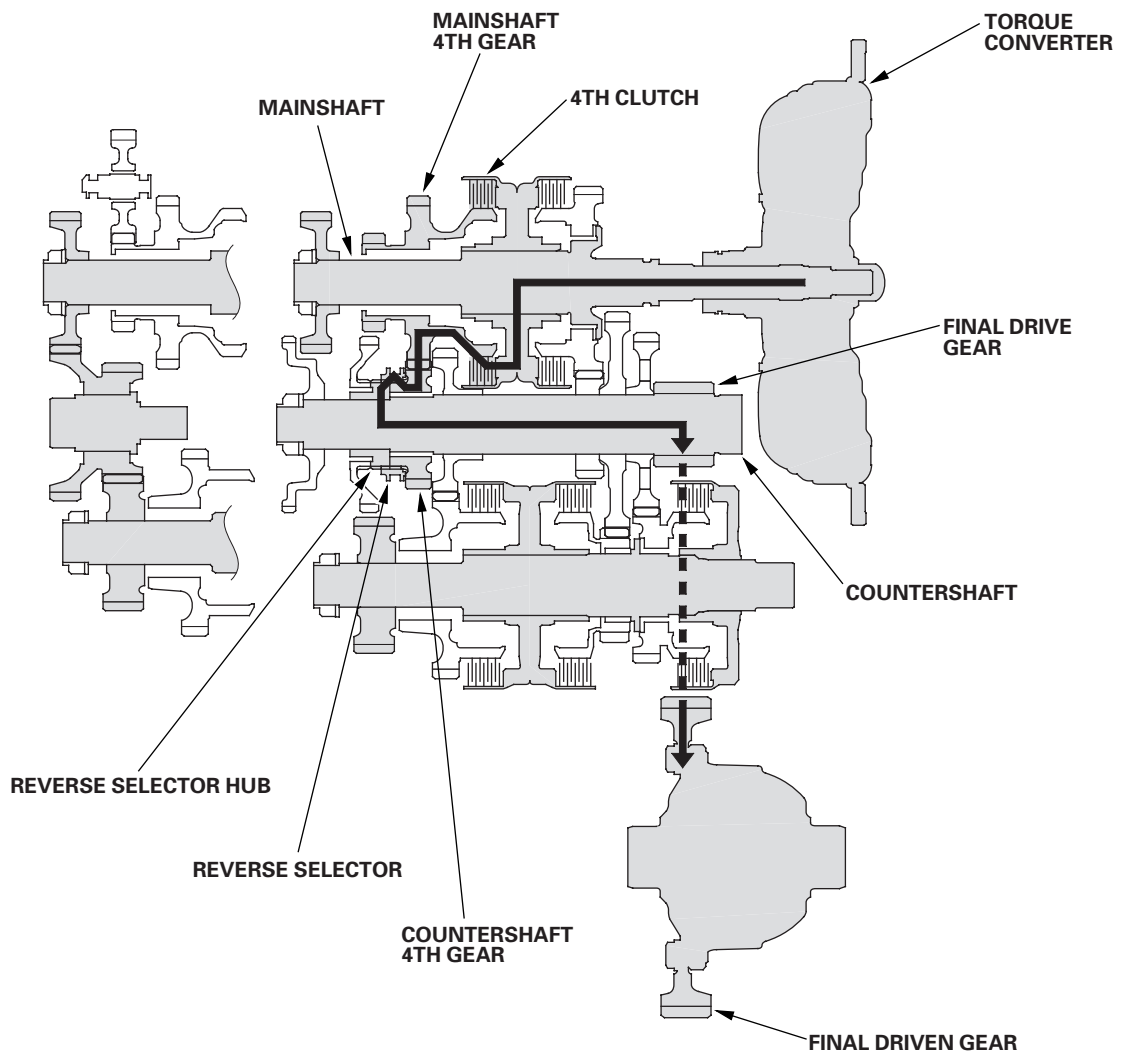 MAINSHAFT
4TH GEAR
TORQUE
CONVERTER
MAINSHAFT
4TH CLUTCH
FINAL DRIVE
GEAR
COUNTERSHAFT
REVERSE SELECTOR HUB
REVERSE SELECTOR
COUNTERSHAFT
4TH GEAR
FINAL DRIVEN GEAR